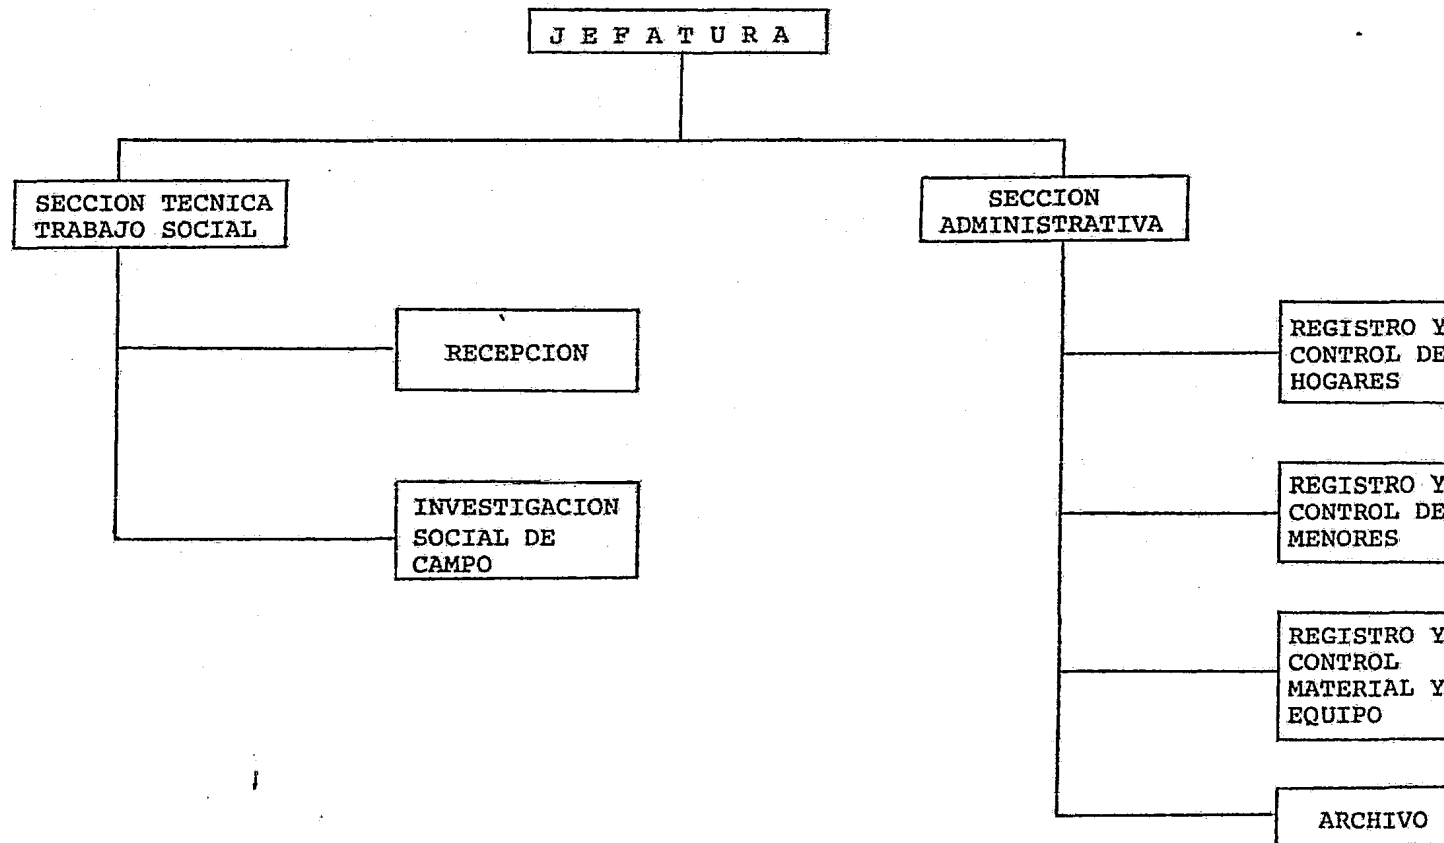 J E F A T U R A
SECCION TECNICA
TRABAJO SOCIAL
SECCION
ADMINISTRATIVA
RECEPCION
INVESTIGACION
SOCIAL DE
CAMPO
REGISTRO Y
CONTROL DE
HOGARES
REGISTRO Y
CONTROL DE
MENORES
REGISTRO Y
CONTROL
MATERIAL Y
EQUIPO
ARCHIVO